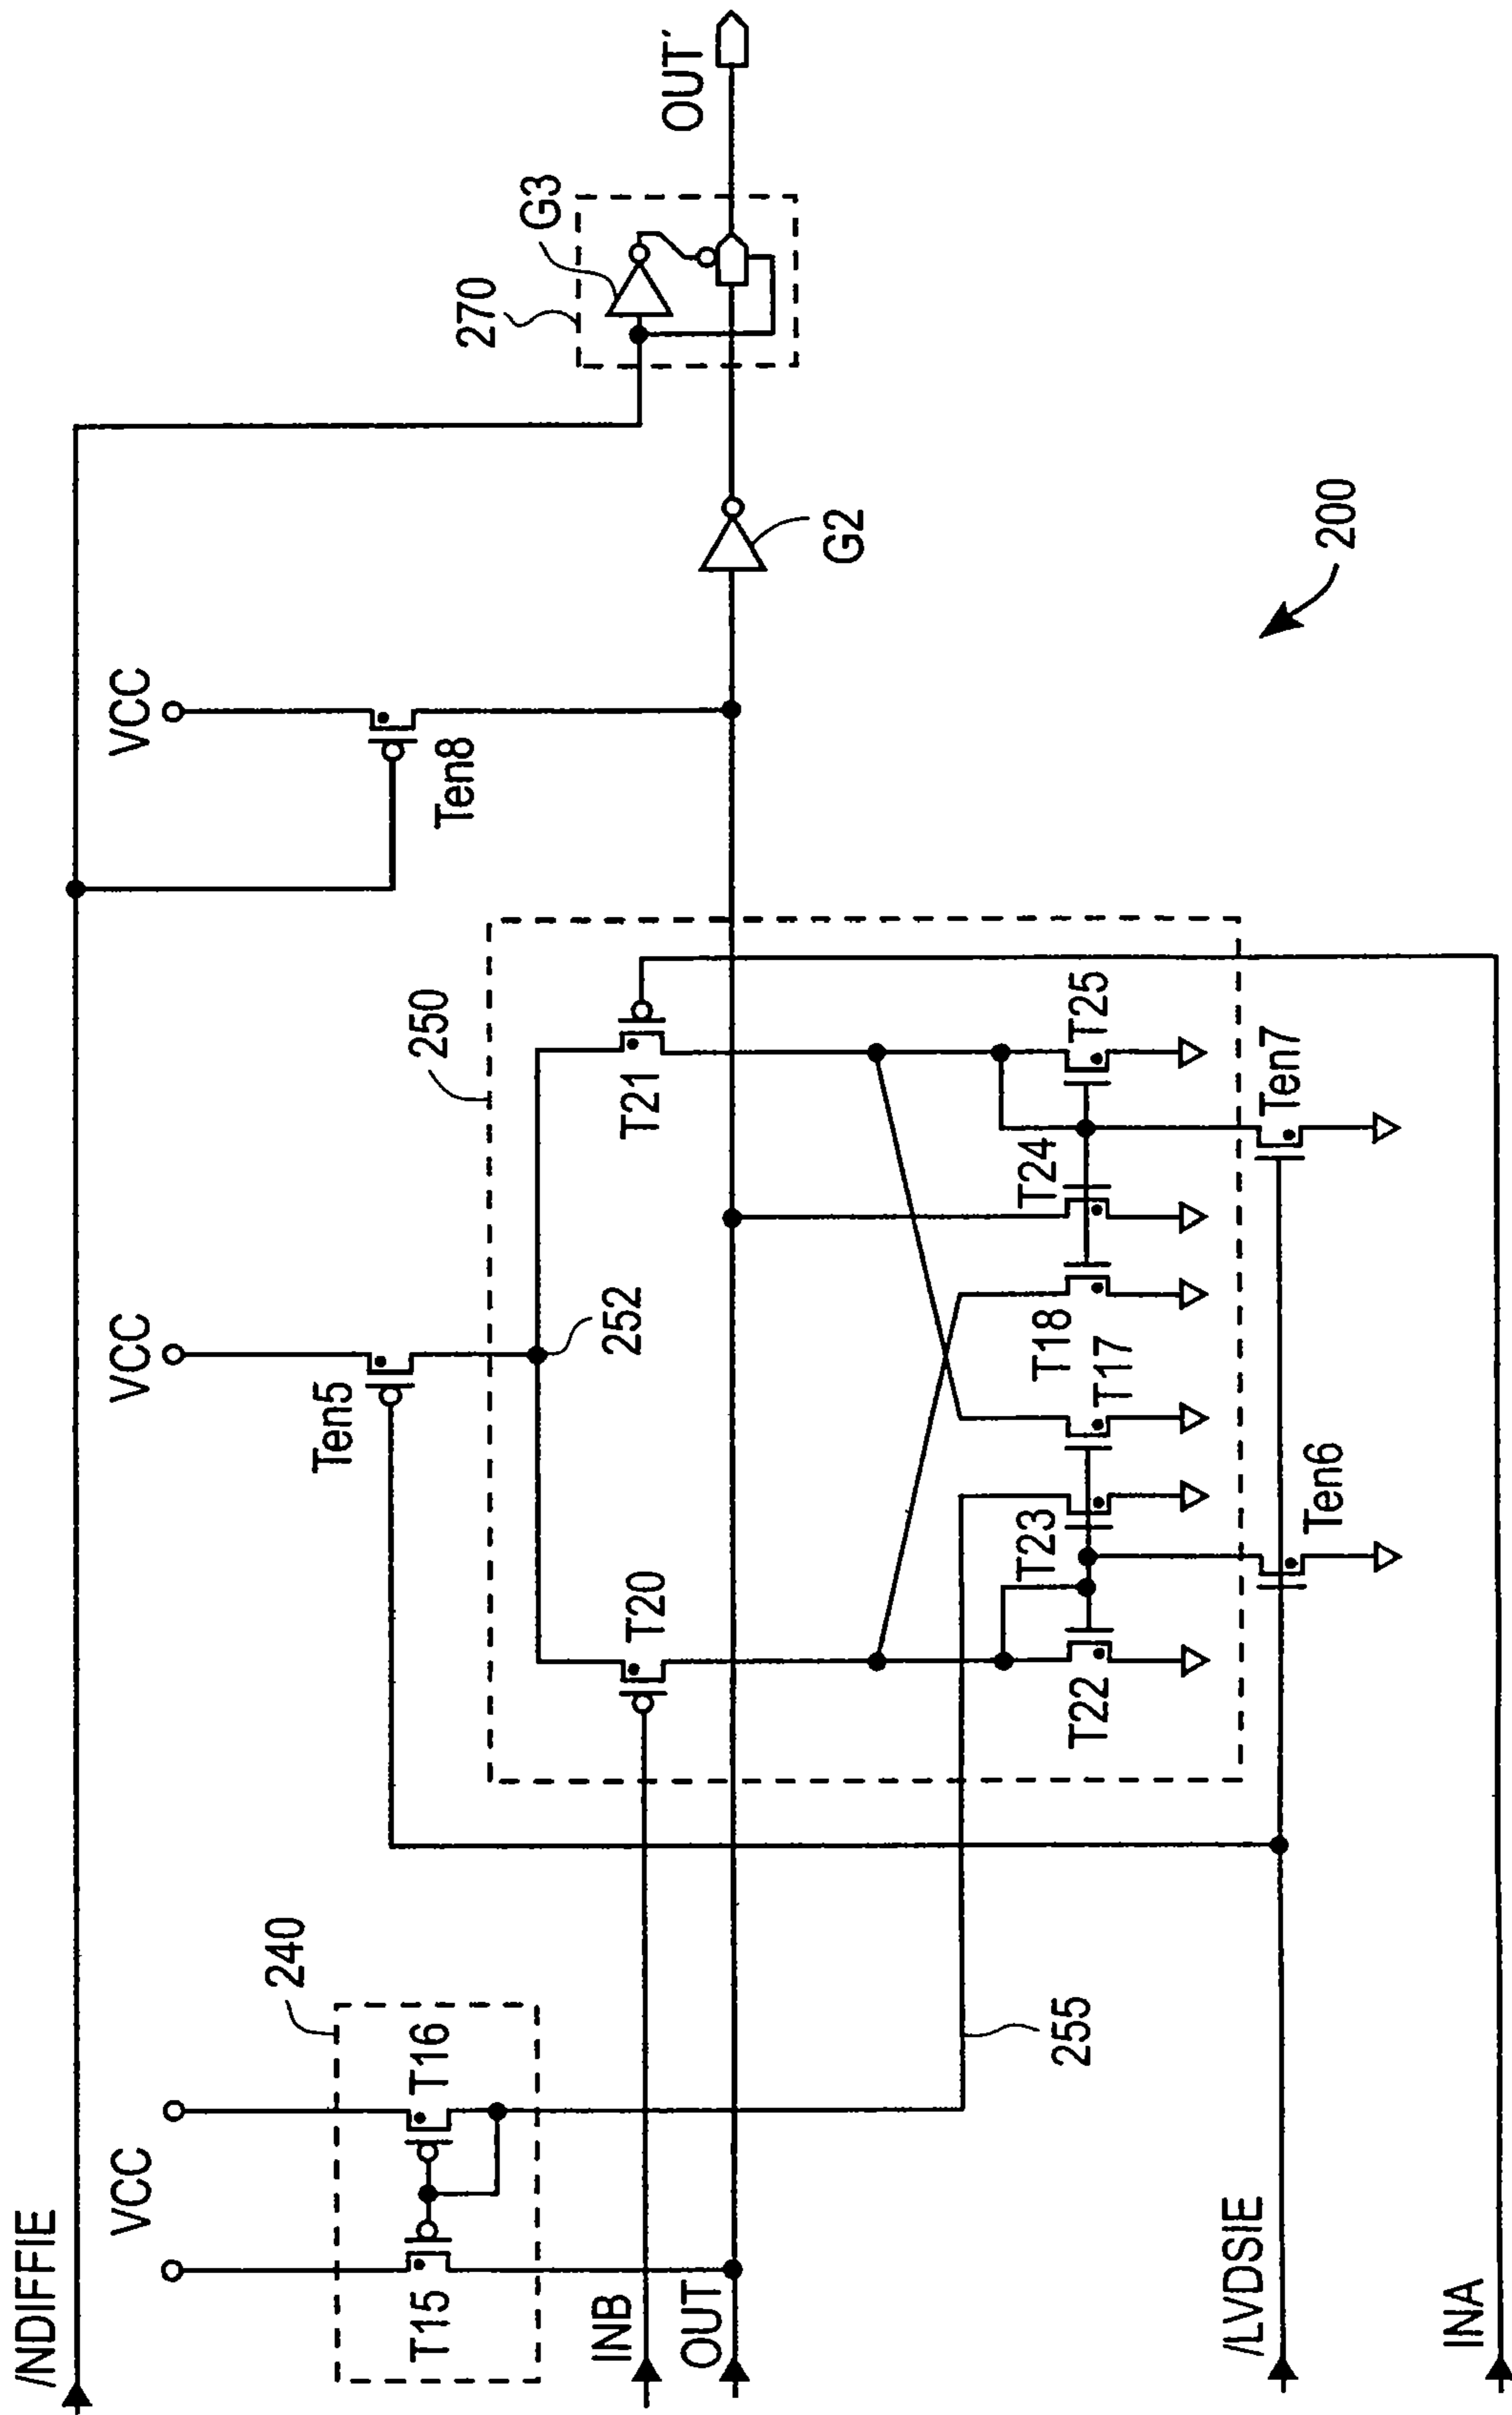 /NDIFFIE
VCC
T15
T16
240
INB
OUT
/LVDSIE
INA
255
VCC
Ten5
250
252
T20
T21
T22
T23
T17
T18
T24
T25
Ten6
Ten7
VCC
Ten8
G2
200
270
G3
OUT´